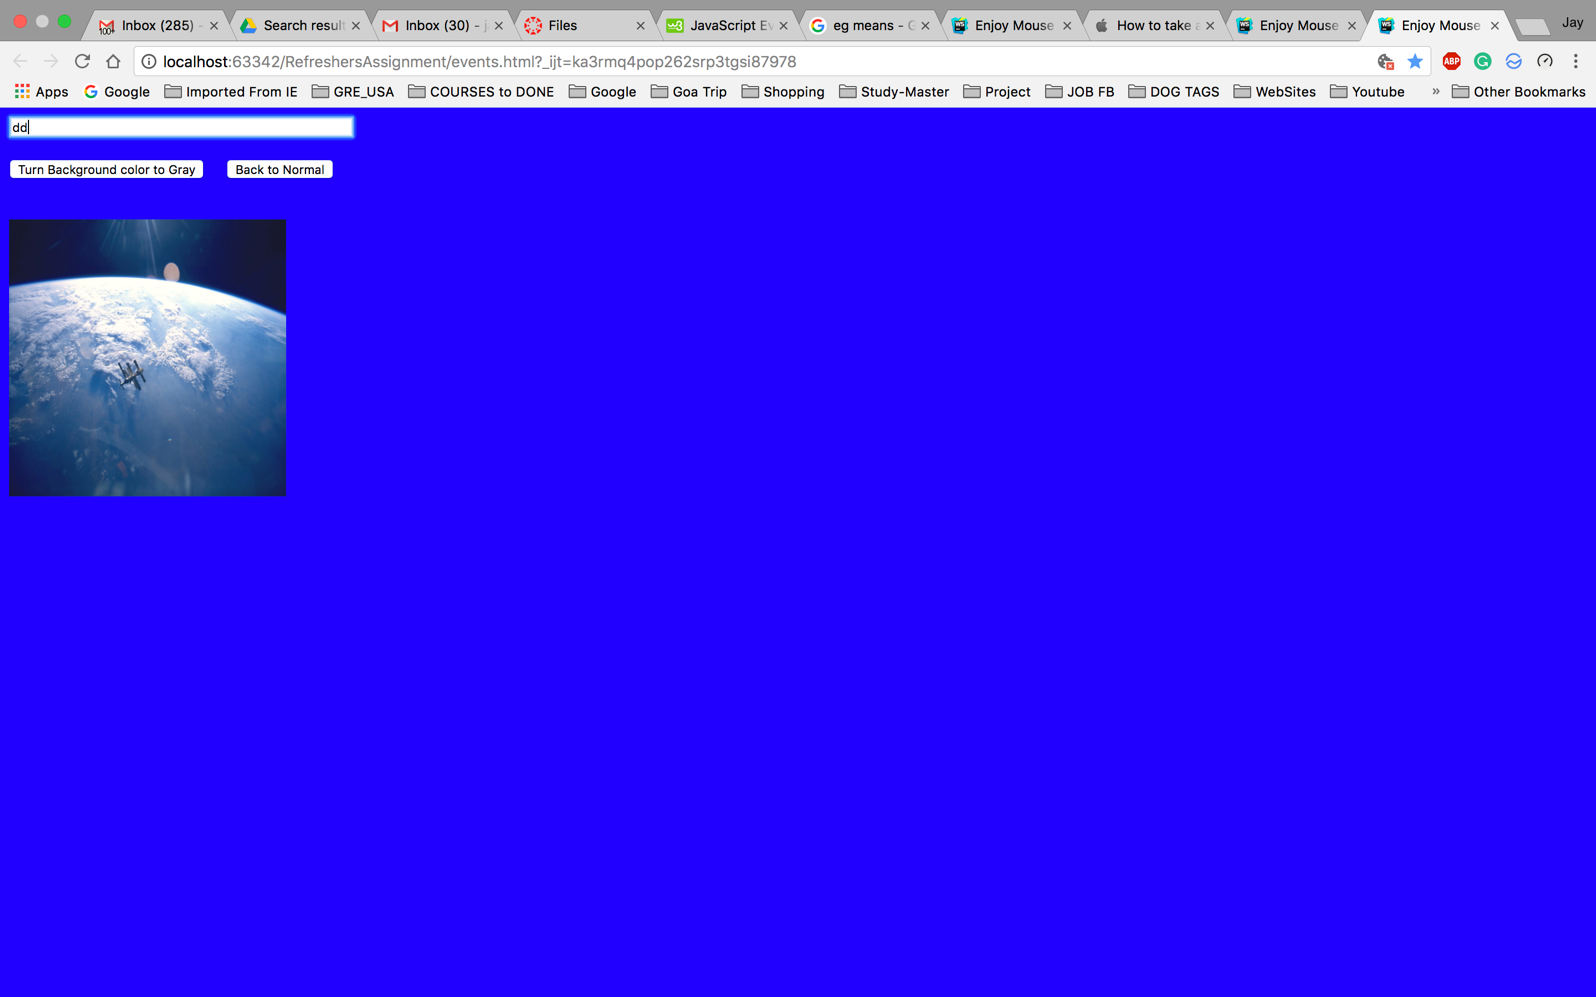 100+ Inbox (285) - Search result Inbox (30) - j Files JavaScript Ev eg means - G Enjoy Mouse How to take a Enjoy Mouse Enjoy Mouse Jay
localhost:63342/RefreshersAssignment/events.html?_ijt=ka3rmq4pop262srp3tgsi87978 ABP
Apps Google Imported From IE GRE_USA COURSES to DONE Google Goa Trip Shopping Study-Master Project JOB FB DOG TAGS WebSites Youtube » Other Bookmarks
dd
Turn Background color to Gray Back to Normal